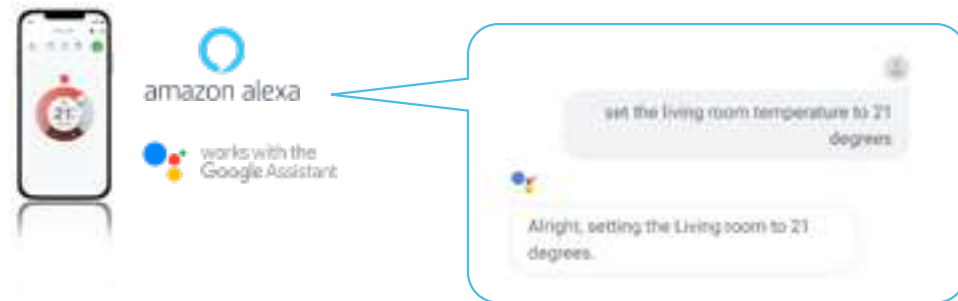 21
amazon alexa
works with the
Google Assistant
set the living room temperature to 21
degrees
Alright, setting the Living room to 21
degrees.